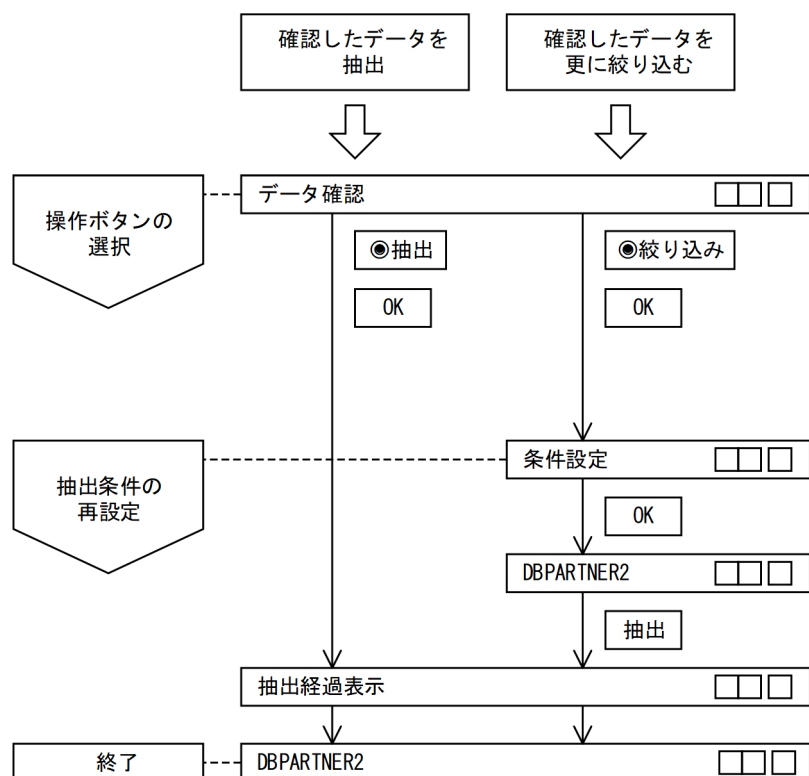 確認したデータを
抽出
確認したデータを
更に絞り込む
操作ボタンの
選択
データ確認
◉抽出
◉絞り込み
OK
OK
抽出条件の
再設定
条件設定
OK
DBPARTNER2
抽出
抽出経過表示
終了
DBPARTNER2